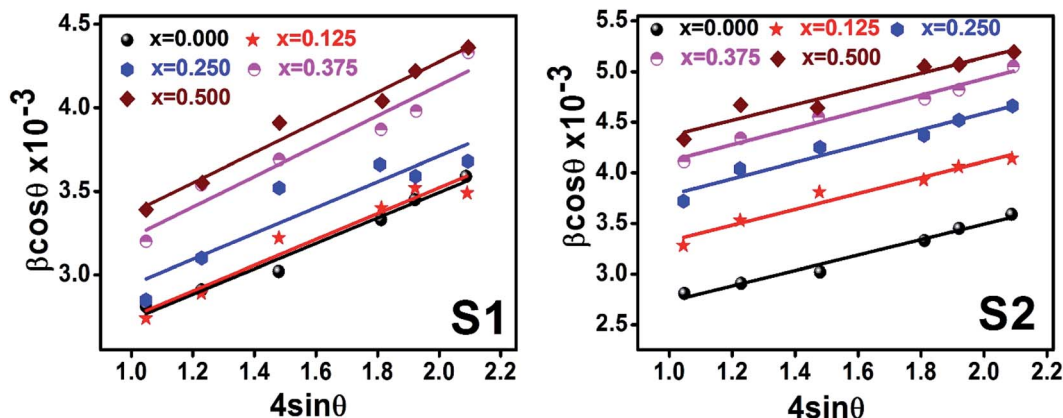 4.5
4.0
3.5
3.0
βcosθ x10⁻³
x=0.000 x=0.125
x=0.250 x=0.375
x=0.500
S1
1.0 1.2 1.4 1.6 1.8 2.0 2.2
4sinθ
5.5
5.0
4.5
4.0
3.5
3.0
2.5
βcosθ x10⁻³
x=0.000 x=0.125 x=0.250
x=0.375 x=0.500
S2
1.0 1.2 1.4 1.6 1.8 2.0 2.2
4sinθ